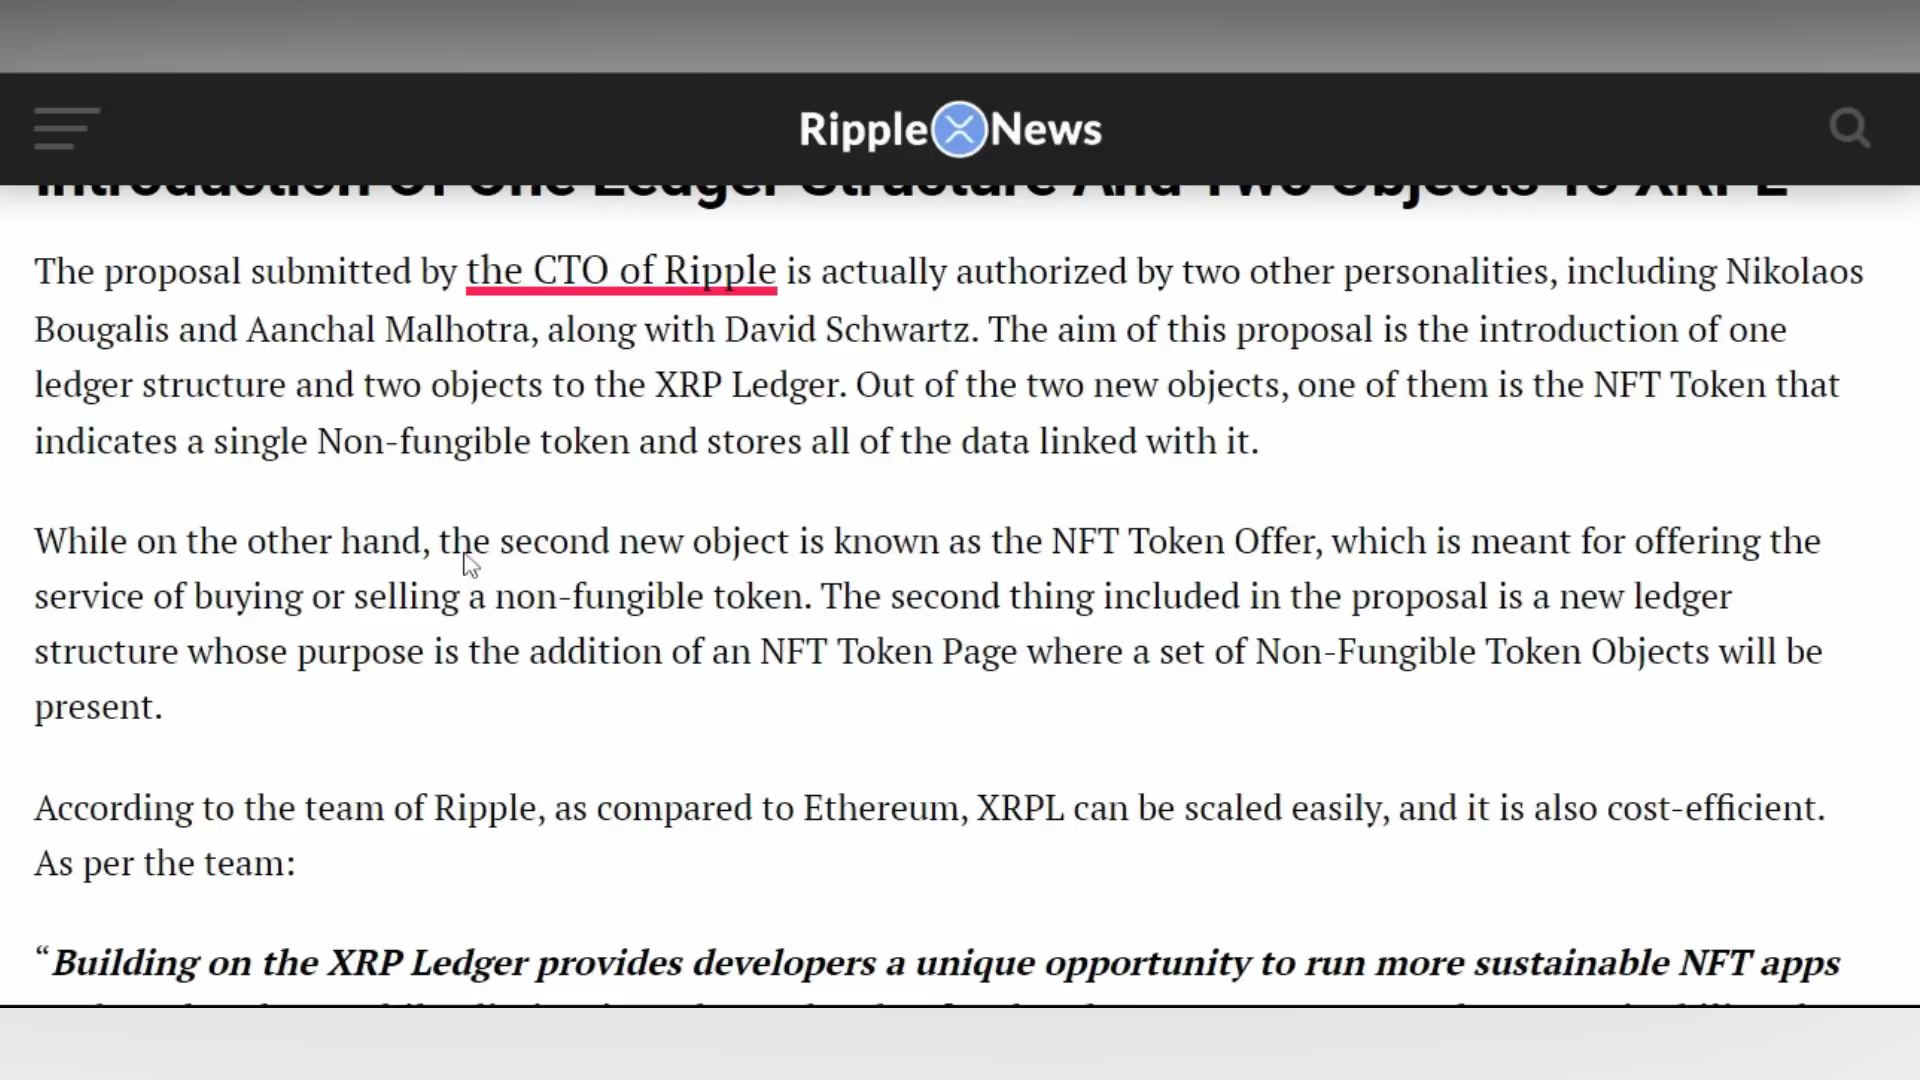 Ripple News
Introduction Of One Ledger Structure And Two Objects To XRPL
The proposal submitted by the CTO of Ripple is actually authorized by two other personalities, including Nikolaos
Bougalis and Aanchal Malhotra, along with David Schwartz. The aim of this proposal is the introduction of one
ledger structure and two objects to the XRP Ledger. Out of the two new objects, one of them is the NFT Token that
indicates a single Non-fungible token and stores all of the data linked with it.
While on the other hand, the second new object is known as the NFT Token Offer, which is meant for offering the
service of buying or selling a non-fungible token. The second thing included in the proposal is a new ledger
structure whose purpose is the addition of an NFT Token Page where a set of Non-Fungible Token Objects will be
present.
According to the team of Ripple, as compared to Ethereum, XRPL can be scaled easily, and it is also cost-efficient.
As per the team:
“Building on the XRP Ledger provides developers a unique opportunity to run more sustainable NFT apps